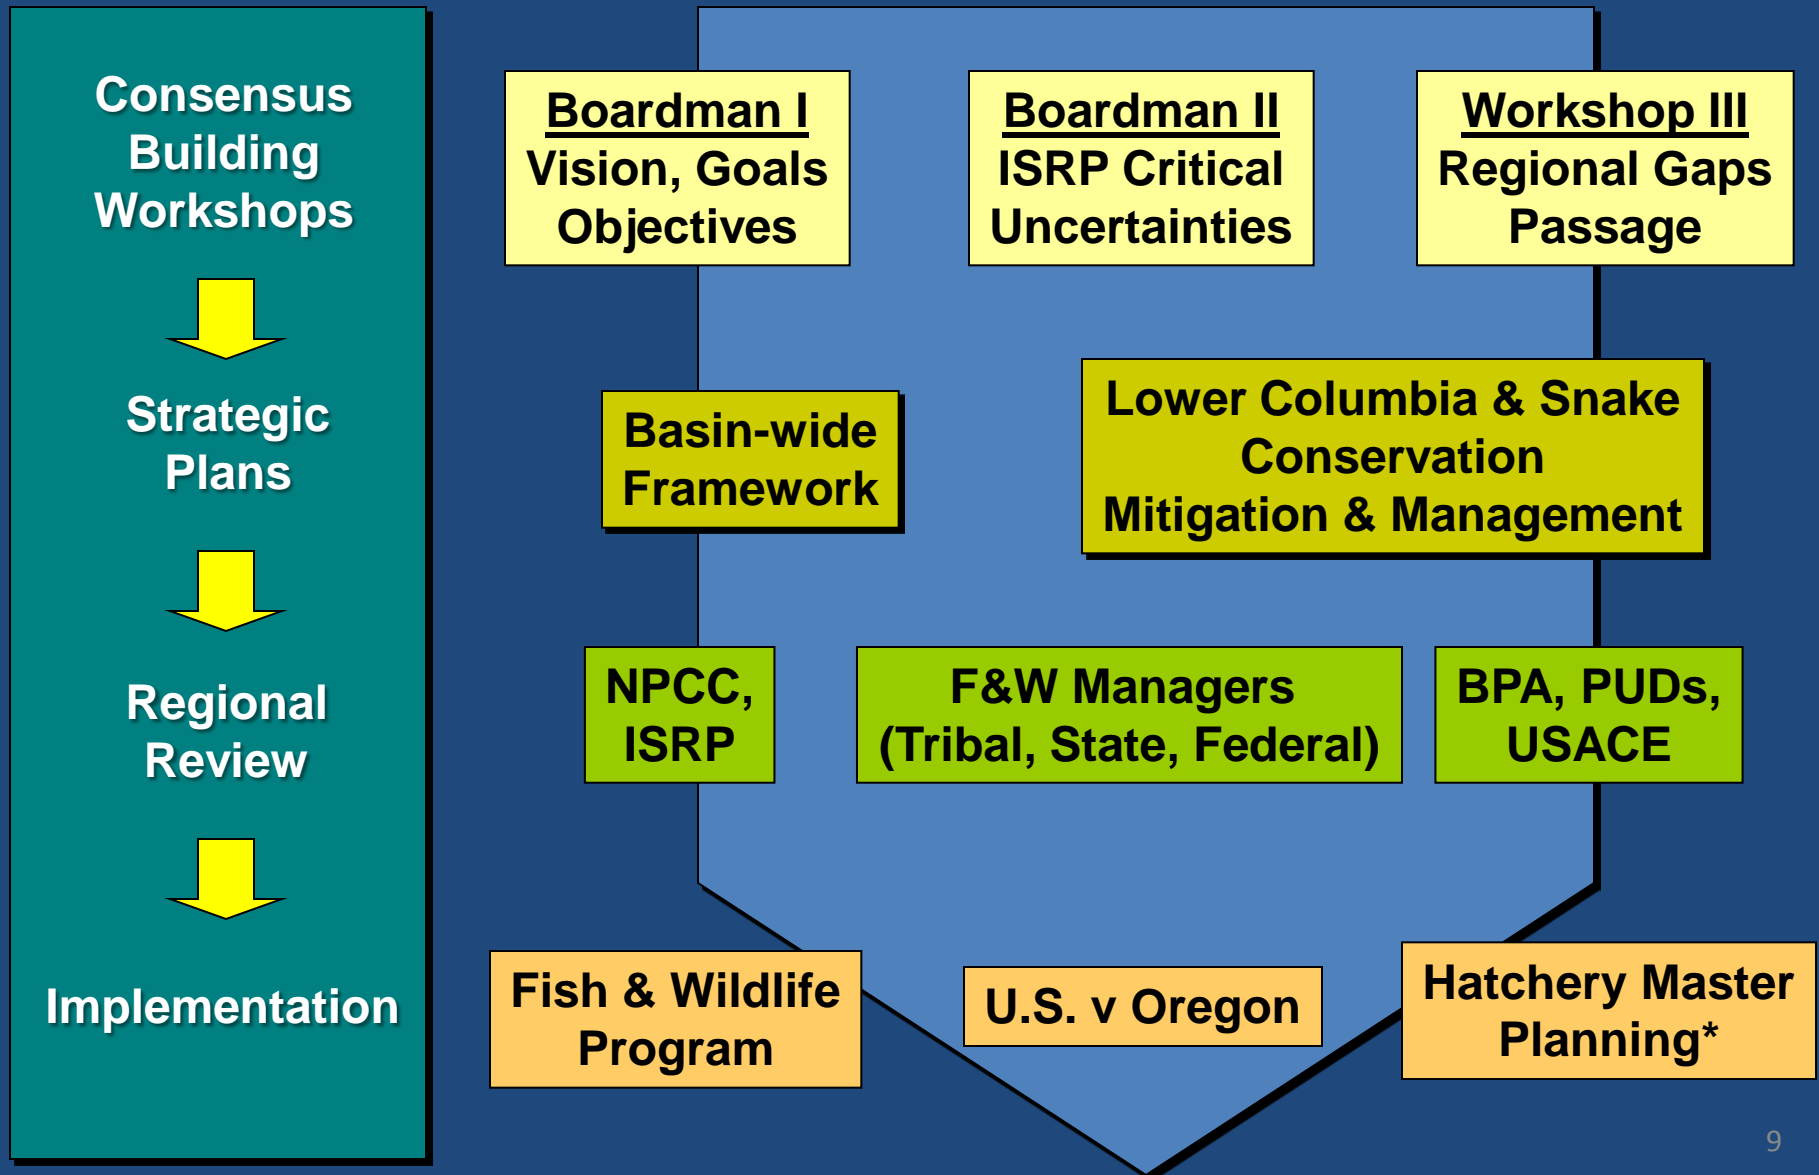 Consensus
Building
Workshops
Boardman I
Vision, Goals
Objectives
Boardman II
ISRP Critical
Uncertainties
Workshop III
Regional Gaps
Passage
Strategic
Plans
Basin-wide
Framework
Lower Columbia & Snake
Conservation
Mitigation & Management
Regional
Review
NPCC,
ISRP
F&W Managers
(Tribal, State, Federal)
BPA, PUDs,
USACE
Implementation
Fish & Wildlife
Program
U.S. v Oregon
Hatchery Master
Planning*
9